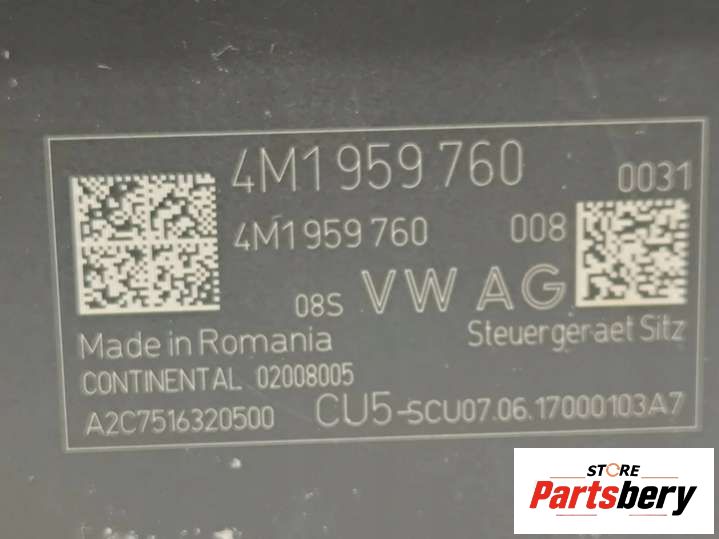 4M1 959 760
0031
4M1 959 760 008
08S VW AG
Made in Romania Steuergeraet Sitz
CONTINENTAL 02008005
A2C7516320500 CU5-SCU07.06.17000103A7
STORE
Partsbery